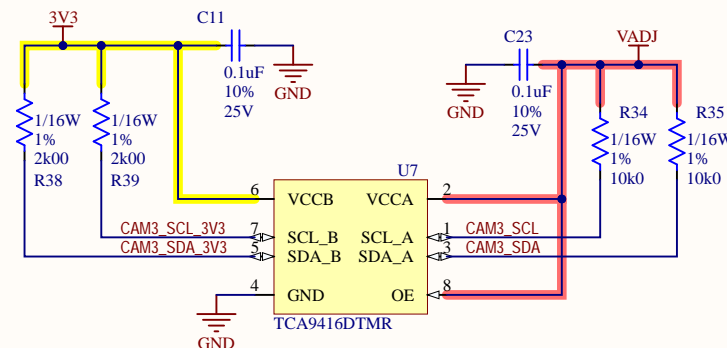 3V3
C11
0.1uF
10%
25V
GND
1/16W
1%
2k00
R38
1/16W
1%
2k00
R39
C23
0.1uF
10%
25V
GND
VADJ
R34
1/16W
1%
10k0
R35
1/16W
1%
10k0
U7
6 VCCB VCCA 2
CAM3_SCL_3V3 7 SCL_B SCL_A 1 CAM3_SCL
CAM3_SDA_3V3 5 SDA_B SDA_A 3 CAM3_SDA
4 GND OE 8
TCA9416DTMR
GND